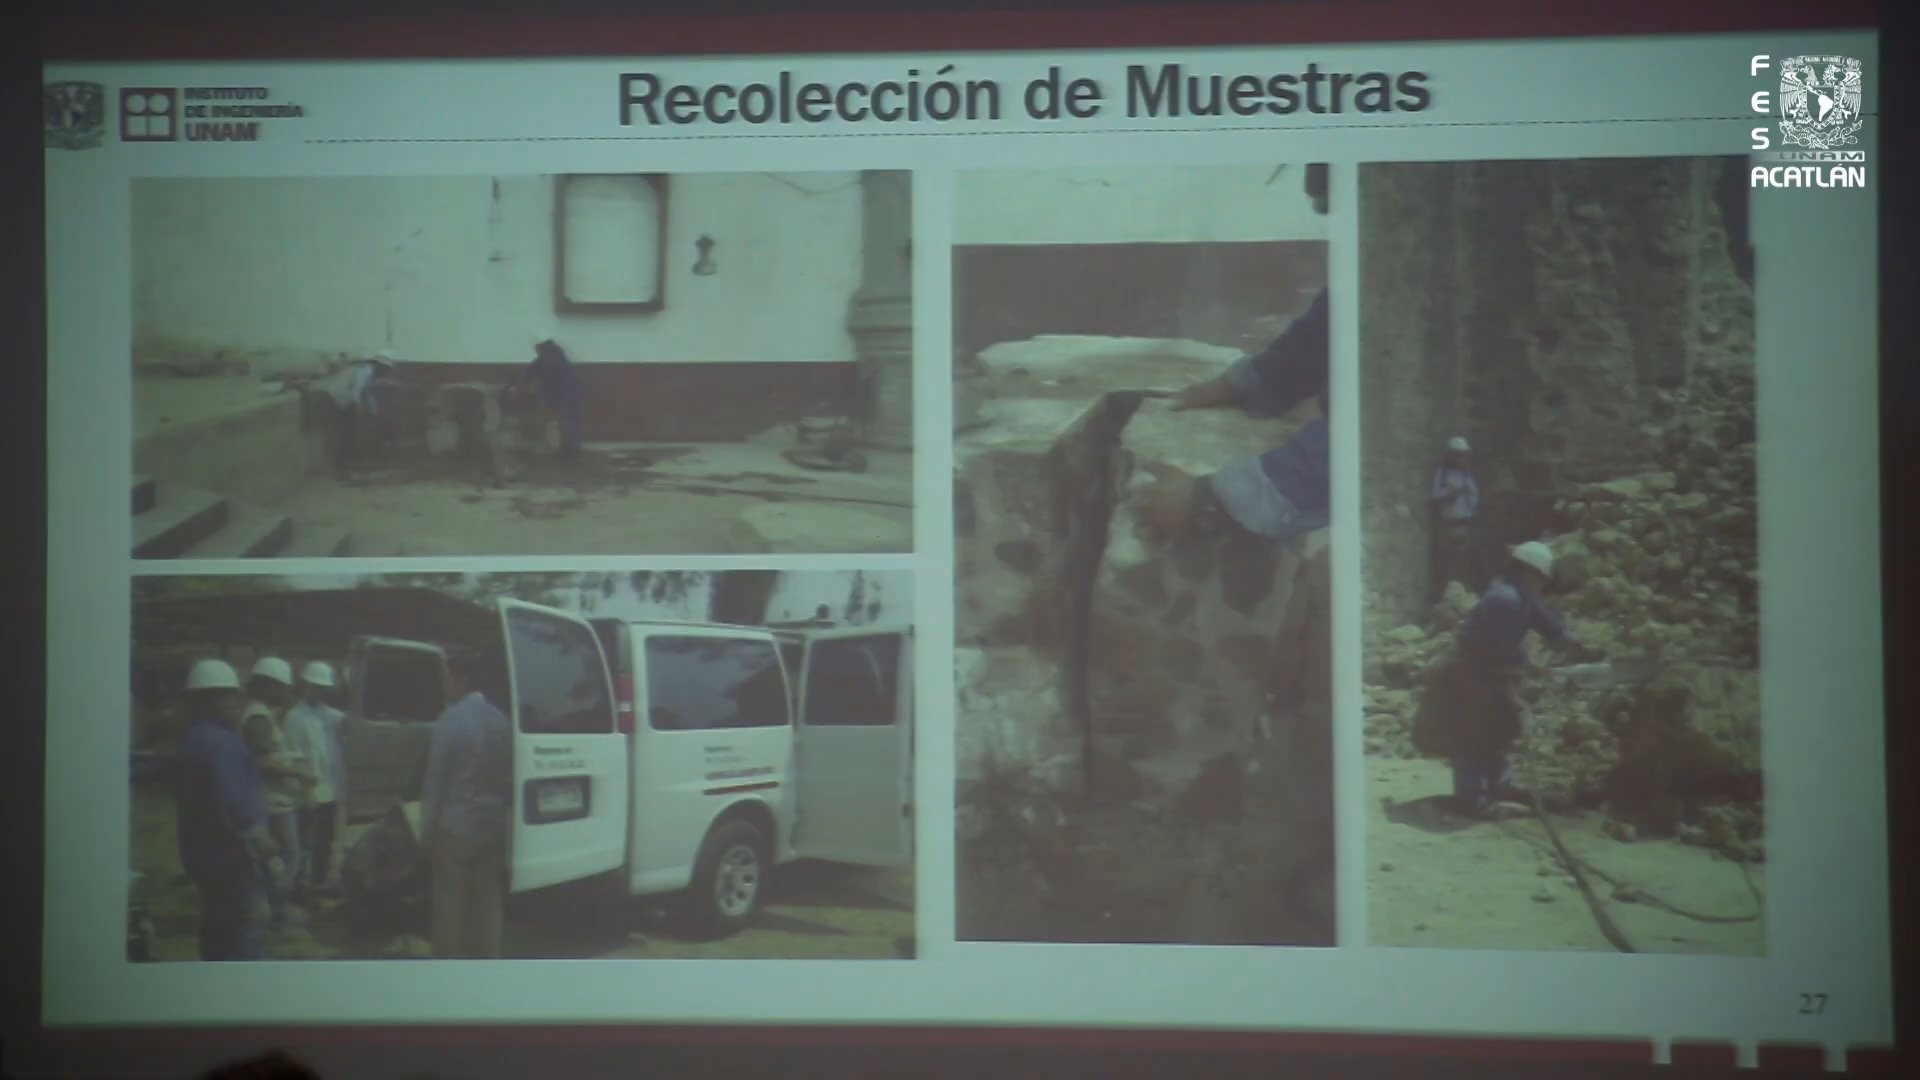 Recolección de Muestras
INSTITUTO
DE INGENIERÍA
UNAM
F
E
S
UNAM
ACATLÁN
27